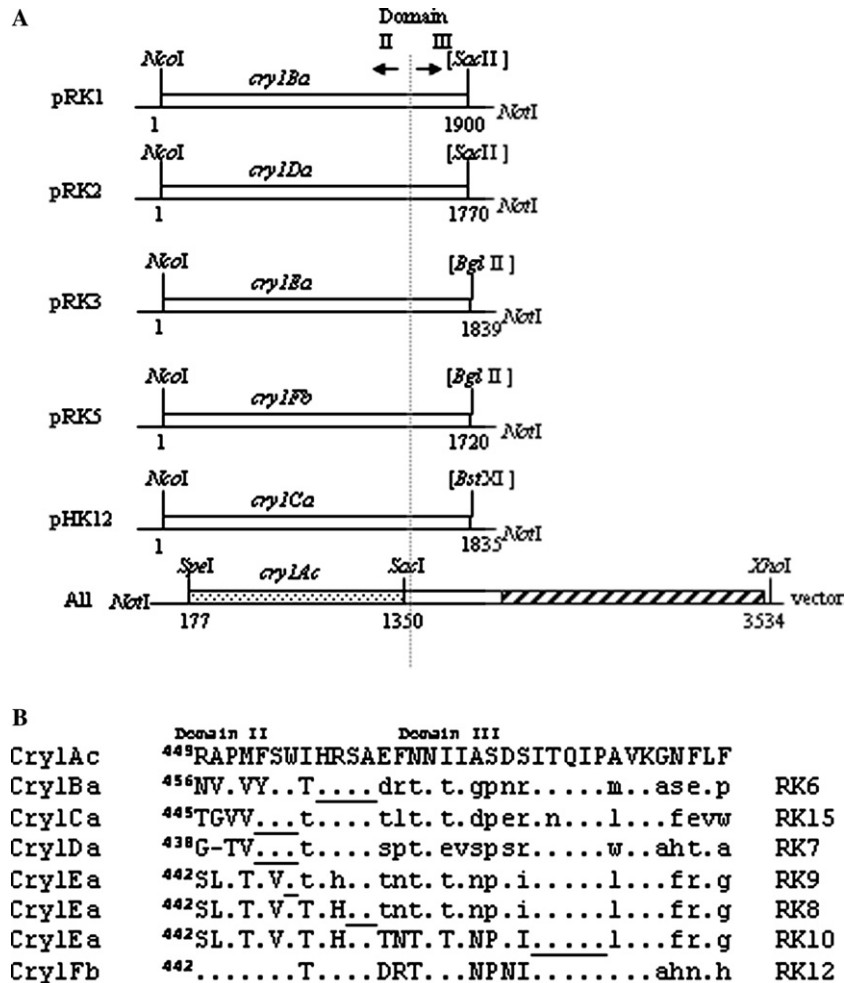 A
Domain
II III
NcoI [SacII]
pRK1 cry1Ba NotI
1 1900
NcoI [SacII]
pRK2 cry1Da NotI
1 1770
NcoI [Bgl II]
pRK3 cry1Ea NotI
1 1839
NcoI [Bgl II]
pRK5 cry1Fb NotI
1 1720
NcoI [BstXI]
pHK12 cry1Ca NotI
1 1835
SpeI cry1Ac SacI XhoI
All NotI vector
177 1350 3534
B
Domain II Domain III
Cry1Ac 449RAPMFSWIHRSAEFNNIIASDSITQIPAVKGNFLF
Cry1Ba 456NV.VY..T....drt.t.gpnr.....m..ase.p RK6
Cry1Ca 445TGVV...t....tlt.t.dper.n...l...fevw RK15
Cry1Da 438G-TV...t....spt.evspsr.....w..aht.a RK7
Cry1Ea 442SL.T.V.t.h..tnt.t.np.i.....l...fr.g RK9
Cry1Ea 442SL.T.V.T.H..tnt.t.np.i.....l...fr.g RK8
Cry1Ea 442SL.T.V.T.H..TNT.T.NP.I.....l...fr.g RK10
Cry1Fb 442.......T....DRT...NPNI........ahn.h RK12